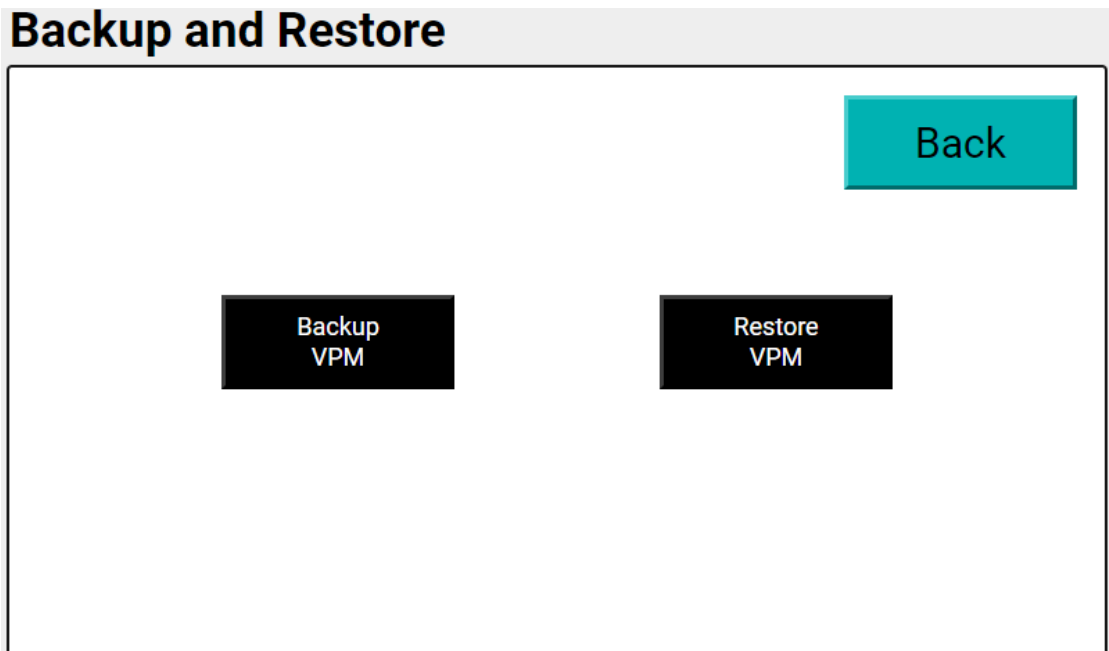 Backup and Restore
Back
Backup
VPM
Restore
VPM